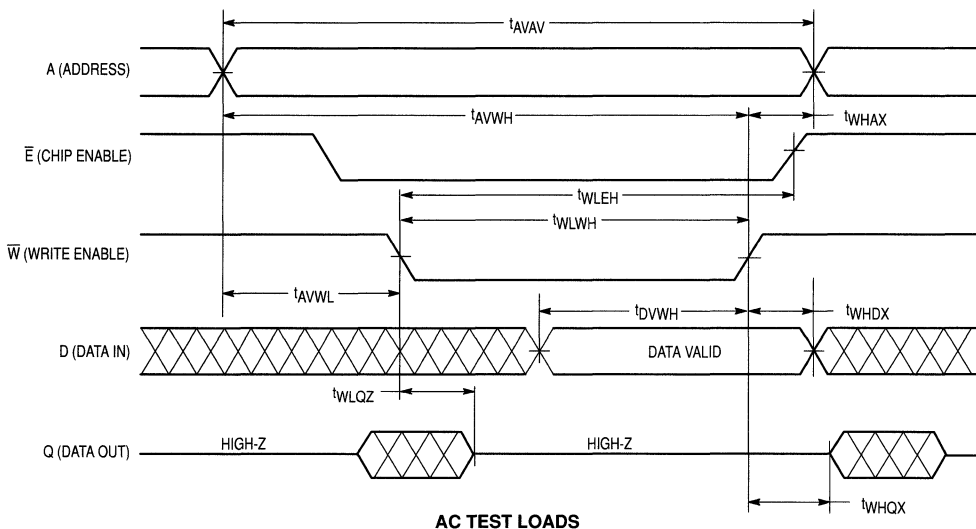 tAVAV
A (ADDRESS)
tAVWH
tWHAX
E̅ (CHIP ENABLE)
tWLEH
tWLWH
W̅ (WRITE ENABLE)
tAVWL
tDVWH
tWHDX
D (DATA IN)
DATA VALID
tWLQZ
Q (DATA OUT)
HIGH-Z
HIGH-Z
tWHQX
AC TEST LOADS